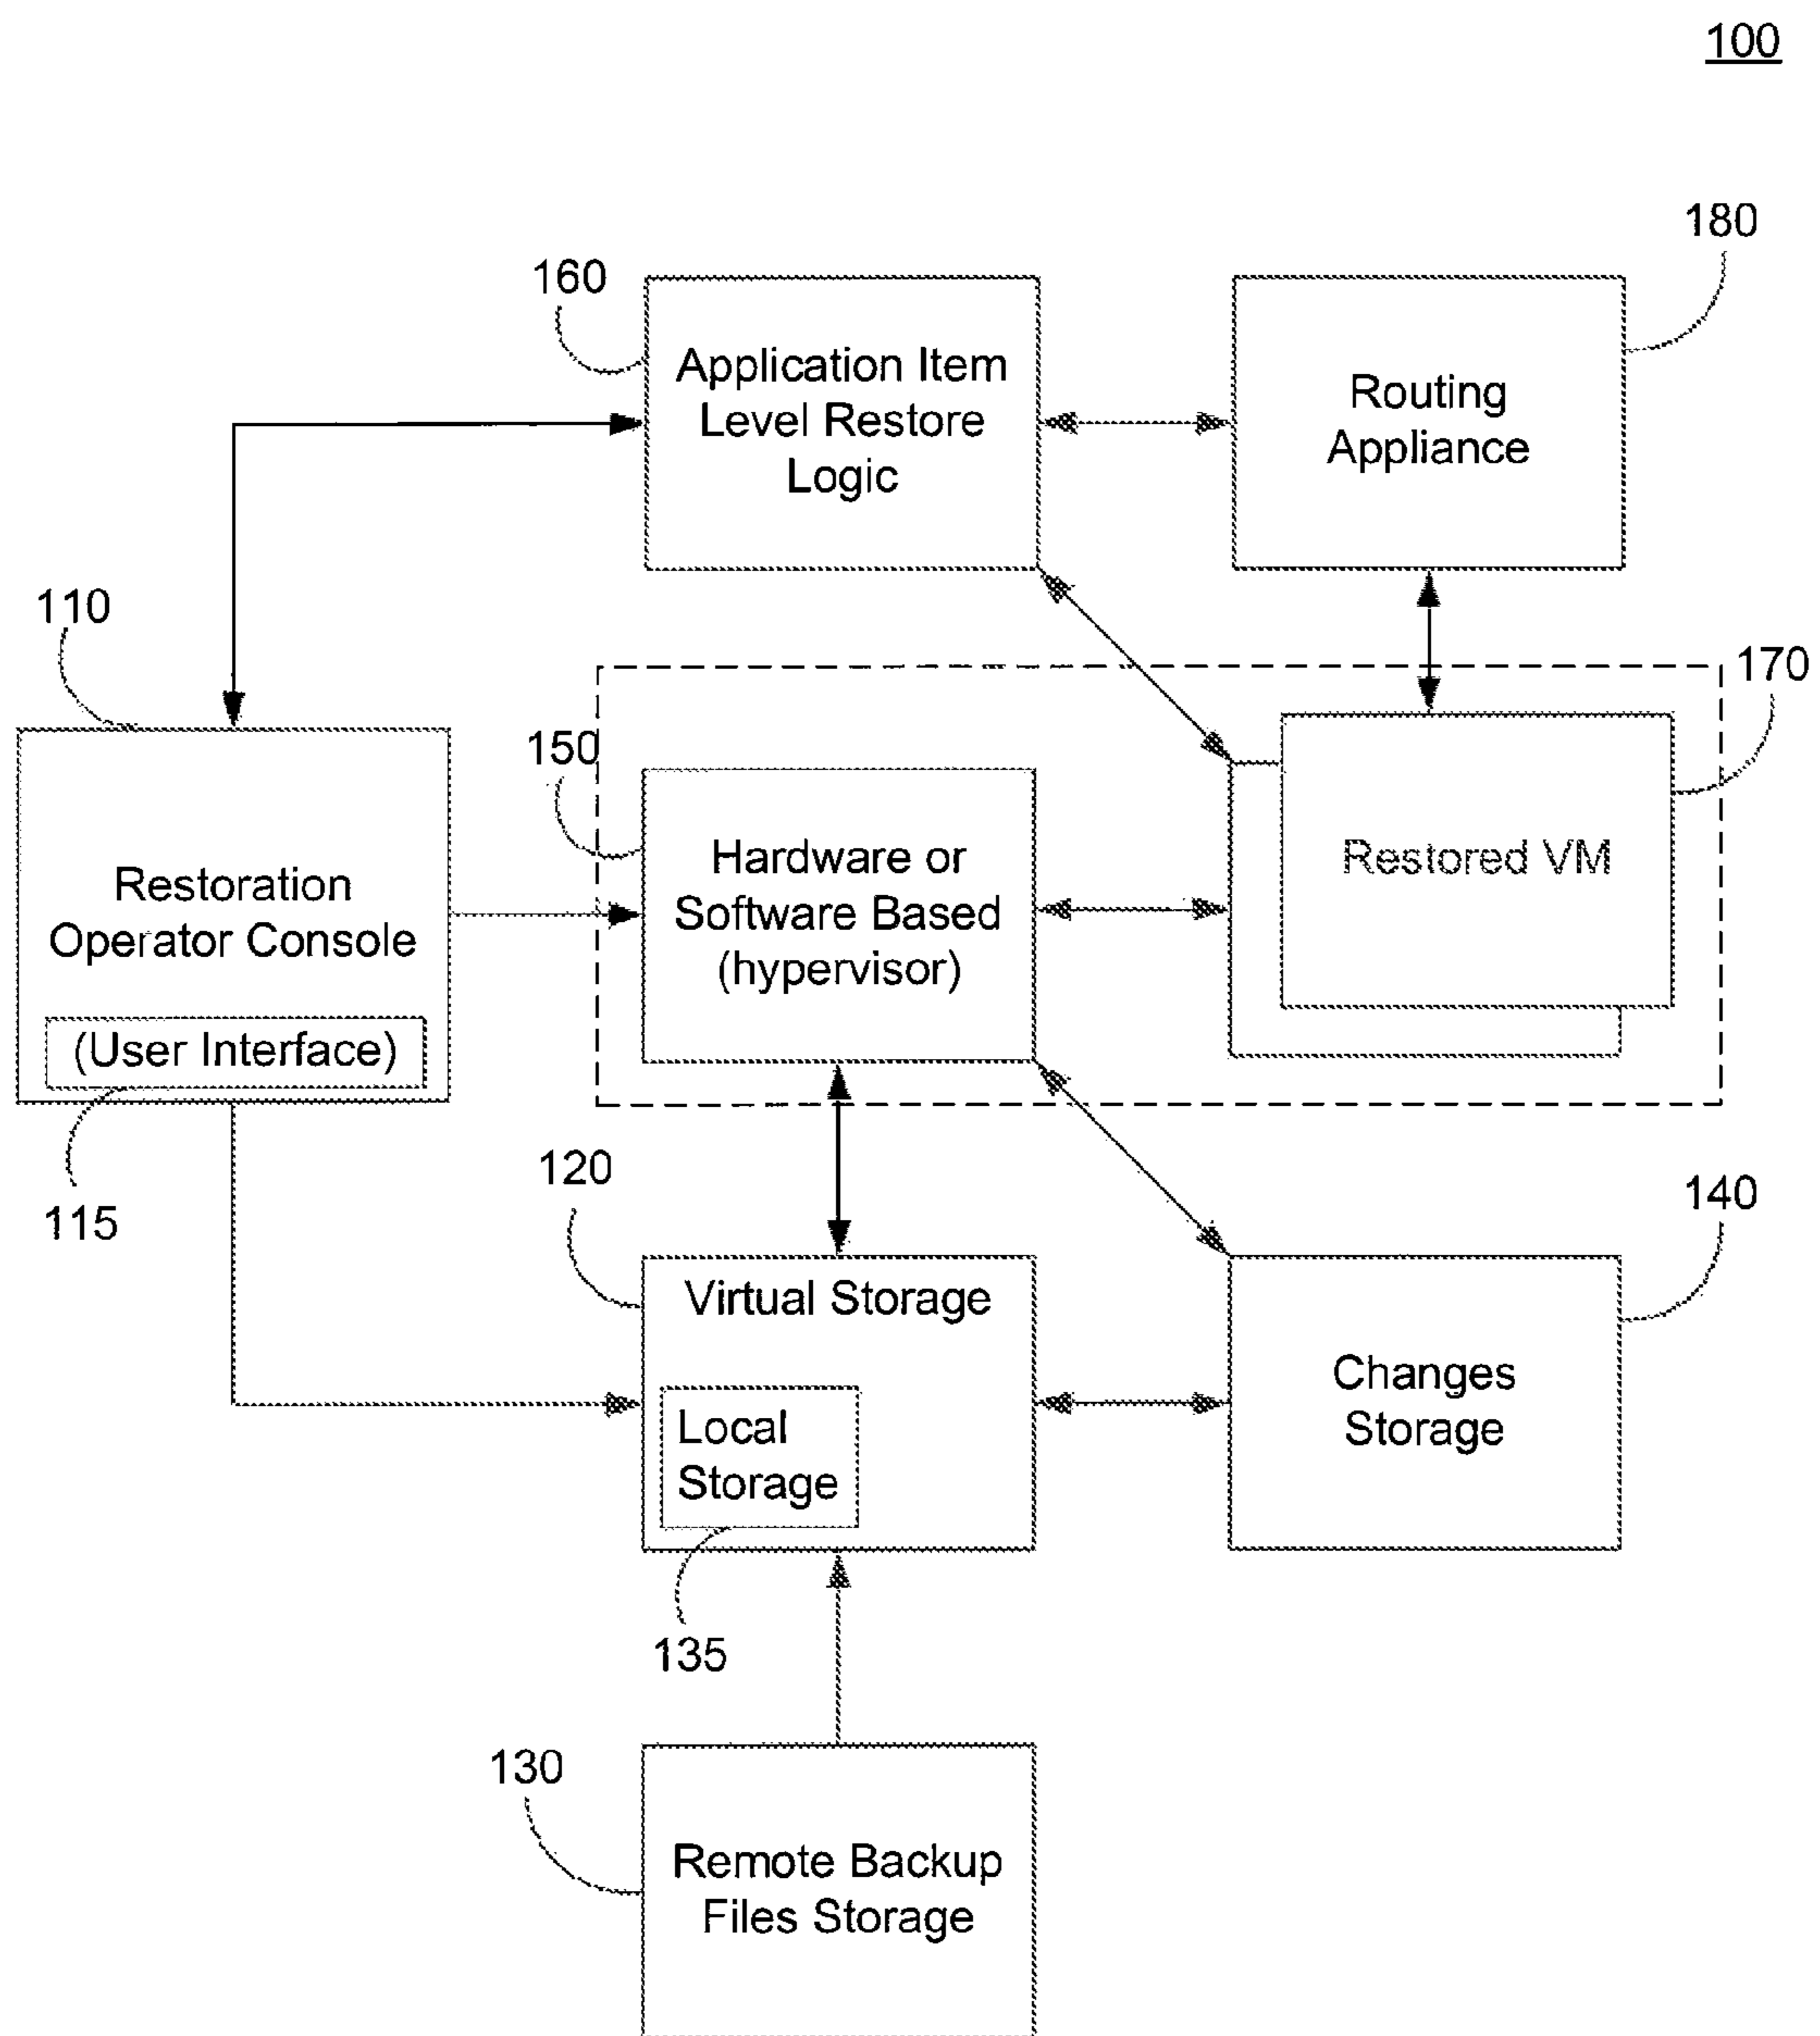 100
180
160
Application Item
Level Restore
Logic
Routing
Appliance
110
170
150
Restoration
Operator Console
(User Interface)
Hardware or
Software Based
(hypervisor)
Restored VM
115
120
140
Virtual Storage
Local
Storage
Changes
Storage
135
130
Remote Backup
Files Storage